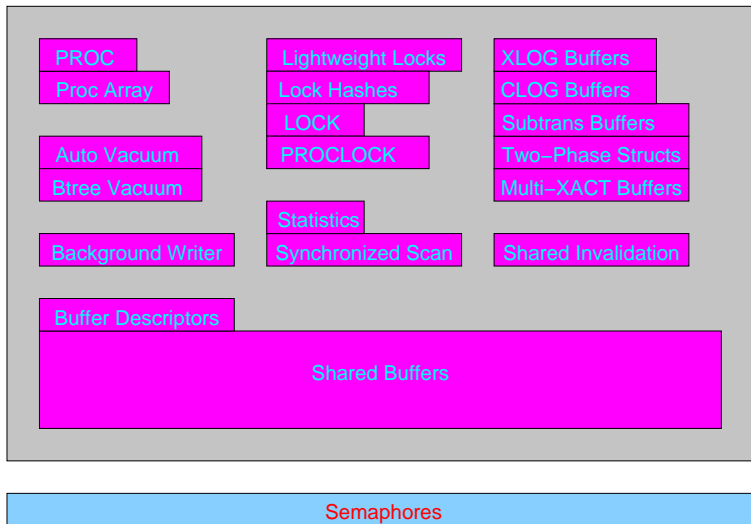 PROC
Proc Array
Auto Vacuum
Btree Vacuum
Background Writer
Lightweight Locks
Lock Hashes
LOCK
PROCLOCK
Statistics
Synchronized Scan
XLOG Buffers
CLOG Buffers
Subtrans Buffers
Two−Phase Structs
Multi−XACT Buffers
Shared Invalidation
Buffer Descriptors
Shared Buffers
Semaphores